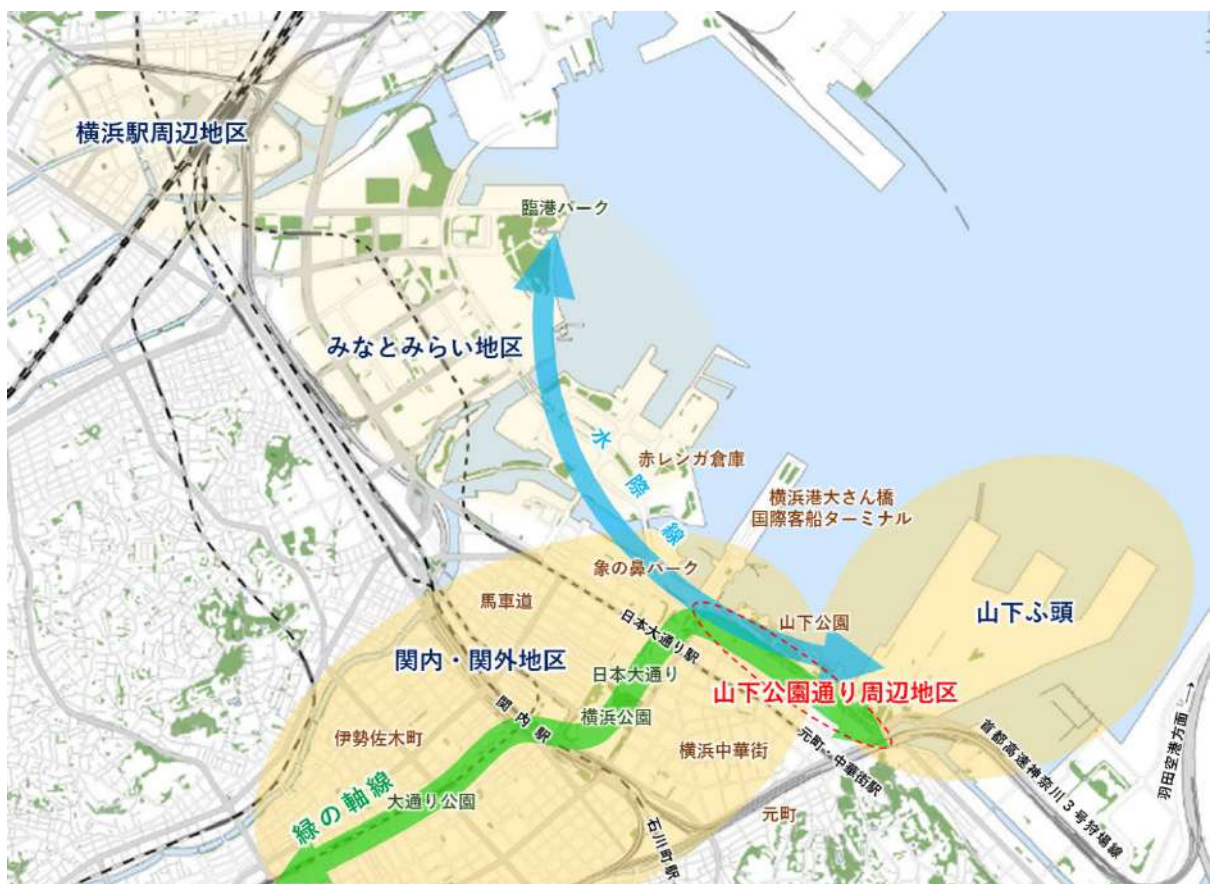 横浜駅周辺地区
臨港パーク
みなとみらい地区
水際線
赤レンガ倉庫
横浜港大さん橋
国際客船ターミナル
象の鼻パーク
馬車道
日本大通り駅
山下公園
山下ふ頭
関内・関外地区
日本大通り
山下公園通り周辺地区
関内駅
横浜公園
伊勢佐木町
横浜中華街
元町・中華街駅
首都高速神奈川3号狩場線
羽田空港方面→
緑の軸線
大通り公園
元町
石川町駅